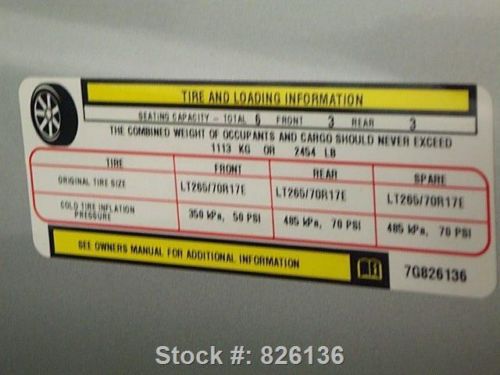 TIRE AND LOADING INFORMATION
SEATING CAPACITY - TOTAL 6 FRONT 3 REAR 3
THE COMBINED WEIGHT OF OCCUPANTS AND CARGO SHOULD NEVER EXCEED
1113 KG OR 2454 LB
TIRE FRONT REAR SPARE
ORIGINAL TIRE SIZE LT265/70R17E LT265/70R17E LT265/70R17E
COLD TIRE INFLATION PRESSURE 350 kPa, 50 PSI 485 kPa, 70 PSI 485 kPa, 70 PSI
SEE OWNERS MANUAL FOR ADDITIONAL INFORMATION
7G826136
Stock #: 826136